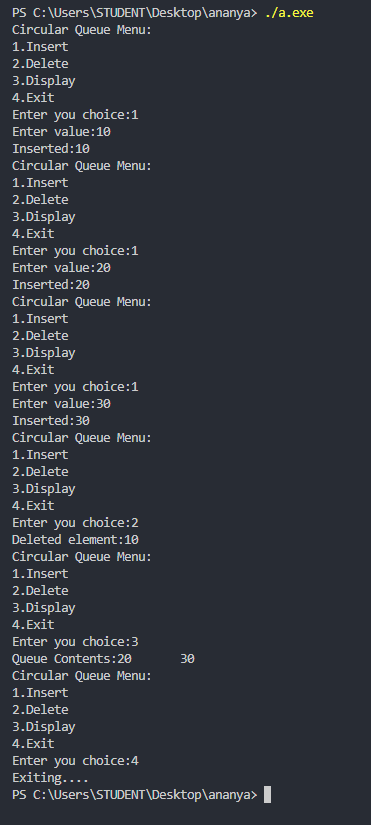 PS C:\Users\STUDENT\Desktop\ananya> ./a.exe
Circular Queue Menu:
1.Insert
2.Delete
3.Display
4.Exit
Enter you choice:1
Enter value:10
Inserted:10
Circular Queue Menu:
1.Insert
2.Delete
3.Display
4.Exit
Enter you choice:1
Enter value:20
Inserted:20
Circular Queue Menu:
1.Insert
2.Delete
3.Display
4.Exit
Enter you choice:1
Enter value:30
Inserted:30
Circular Queue Menu:
1.Insert
2.Delete
3.Display
4.Exit
Enter you choice:2
Deleted element:10
Circular Queue Menu:
1.Insert
2.Delete
3.Display
4.Exit
Enter you choice:3
Queue Contents:20       30
Circular Queue Menu:
1.Insert
2.Delete
3.Display
4.Exit
Enter you choice:4
Exiting....
PS C:\Users\STUDENT\Desktop\ananya>